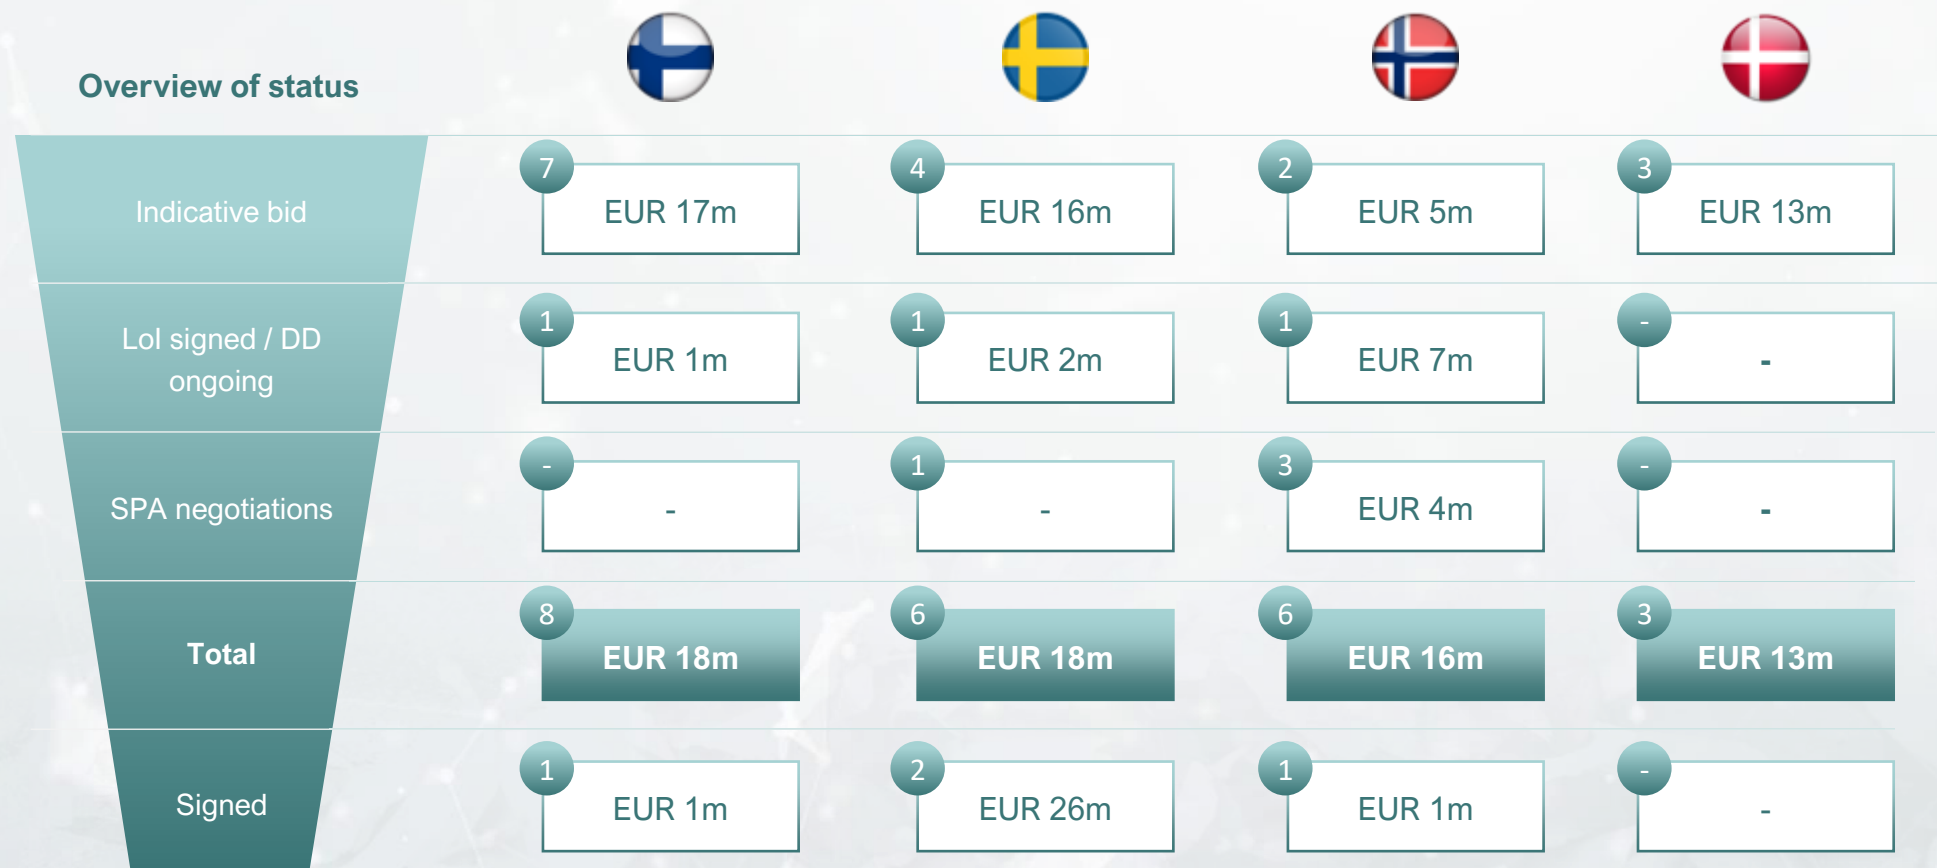 Overview of status
Indicative bid
7
EUR 17m
4
EUR 16m
2
EUR 5m
3
EUR 13m
LoI signed / DD
ongoing
1
EUR 1m
1
EUR 2m
1
EUR 7m
-
-
SPA negotiations
-
-
1
-
3
EUR 4m
-
-
Total
8
EUR 18m
6
EUR 18m
6
EUR 16m
3
EUR 13m
Signed
1
EUR 1m
2
EUR 26m
1
EUR 1m
-
-